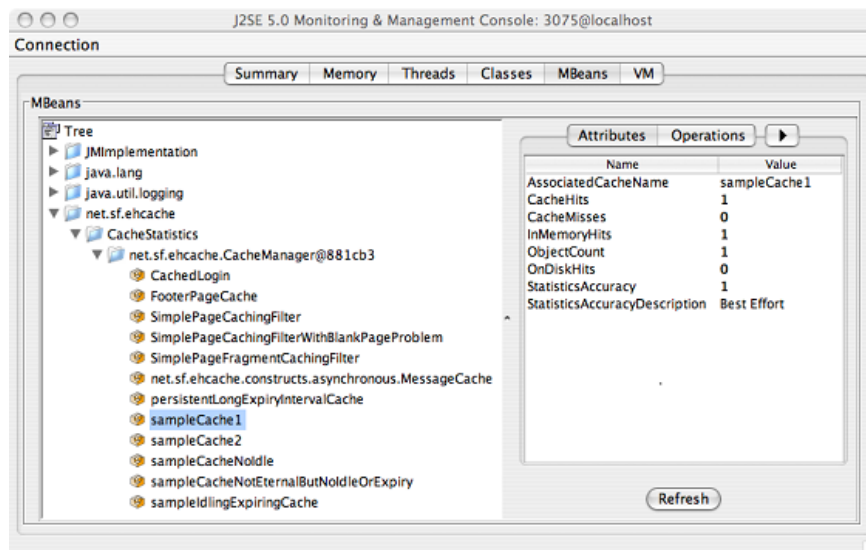 J2SE 5.0 Monitoring & Management Console: 3075@localhost
Connection
Summary Memory Threads Classes MBeans VM
MBeans
Tree
JMImplementation
java.lang
java.util.logging
net.sf.ehcache
CacheStatistics
net.sf.ehcache.CacheManager@881cb3
CachedLogin
FooterPageCache
SimplePageCachingFilter
SimplePageCachingFilterWithBlankPageProblem
SimplePageFragmentCachingFilter
net.sf.ehcache.constructs.asynchronous.MessageCache
persistentLongExpiryIntervalCache
sampleCache1
sampleCache2
sampleCacheNoIdle
sampleCacheNotEternalButNoIdleOrExpiry
sampleIdlingExpiringCache
Attributes Operations
Name Value
AssociatedCacheName sampleCache1
CacheHits 1
CacheMisses 0
InMemoryHits 1
ObjectCount 1
OnDiskHits 0
StatisticsAccuracy 1
StatisticsAccuracyDescription Best Effort
Refresh